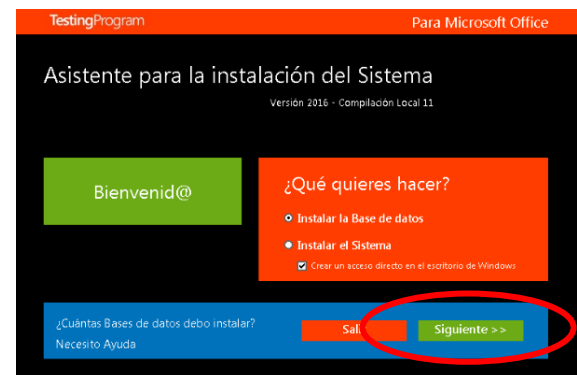 TestingProgram Para Microsoft Office
Asistente para la instalación del Sistema
Versión 2016 - Compilación Local 11
Bienvenid@
¿Qué quieres hacer?
Instalar la Base de datos
Instalar el Sistema
Crear un acceso directo en el escritorio de Windows
¿Cuántas Bases de datos debo instalar?
Necesito Ayuda
Siguiente >>